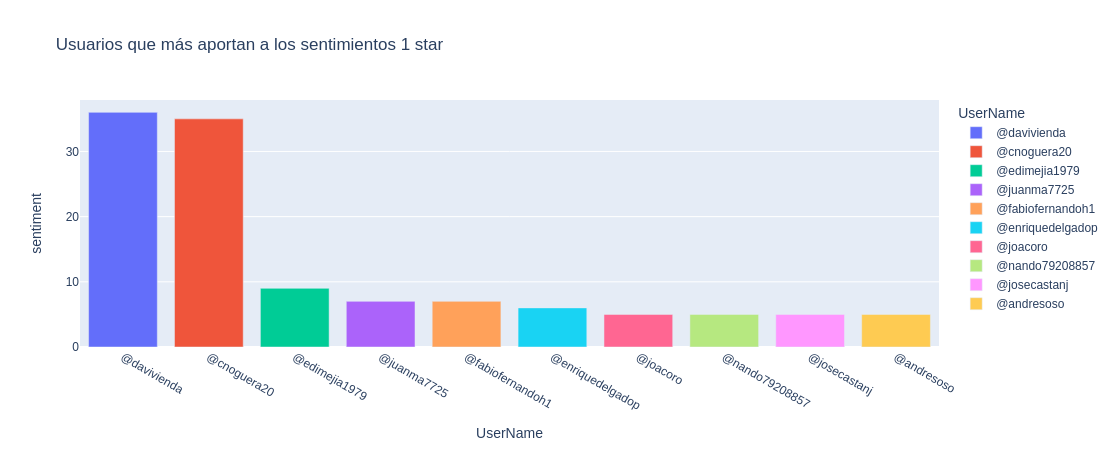 Usuarios que más aportan a los sentimientos 1 star
sentiment
30
20
10
0
@davivienda
@cnoguera20
@edimejia1979
@juanma7725
@fabiofernandoh1
@enriquedelgadop
@joacoro
@nando79208857
@josecastanj
@andresoso
UserName
UserName
@davivienda
@cnoguera20
@edimejia1979
@juanma7725
@fabiofernandoh1
@enriquedelgadop
@joacoro
@nando79208857
@josecastanj
@andresoso